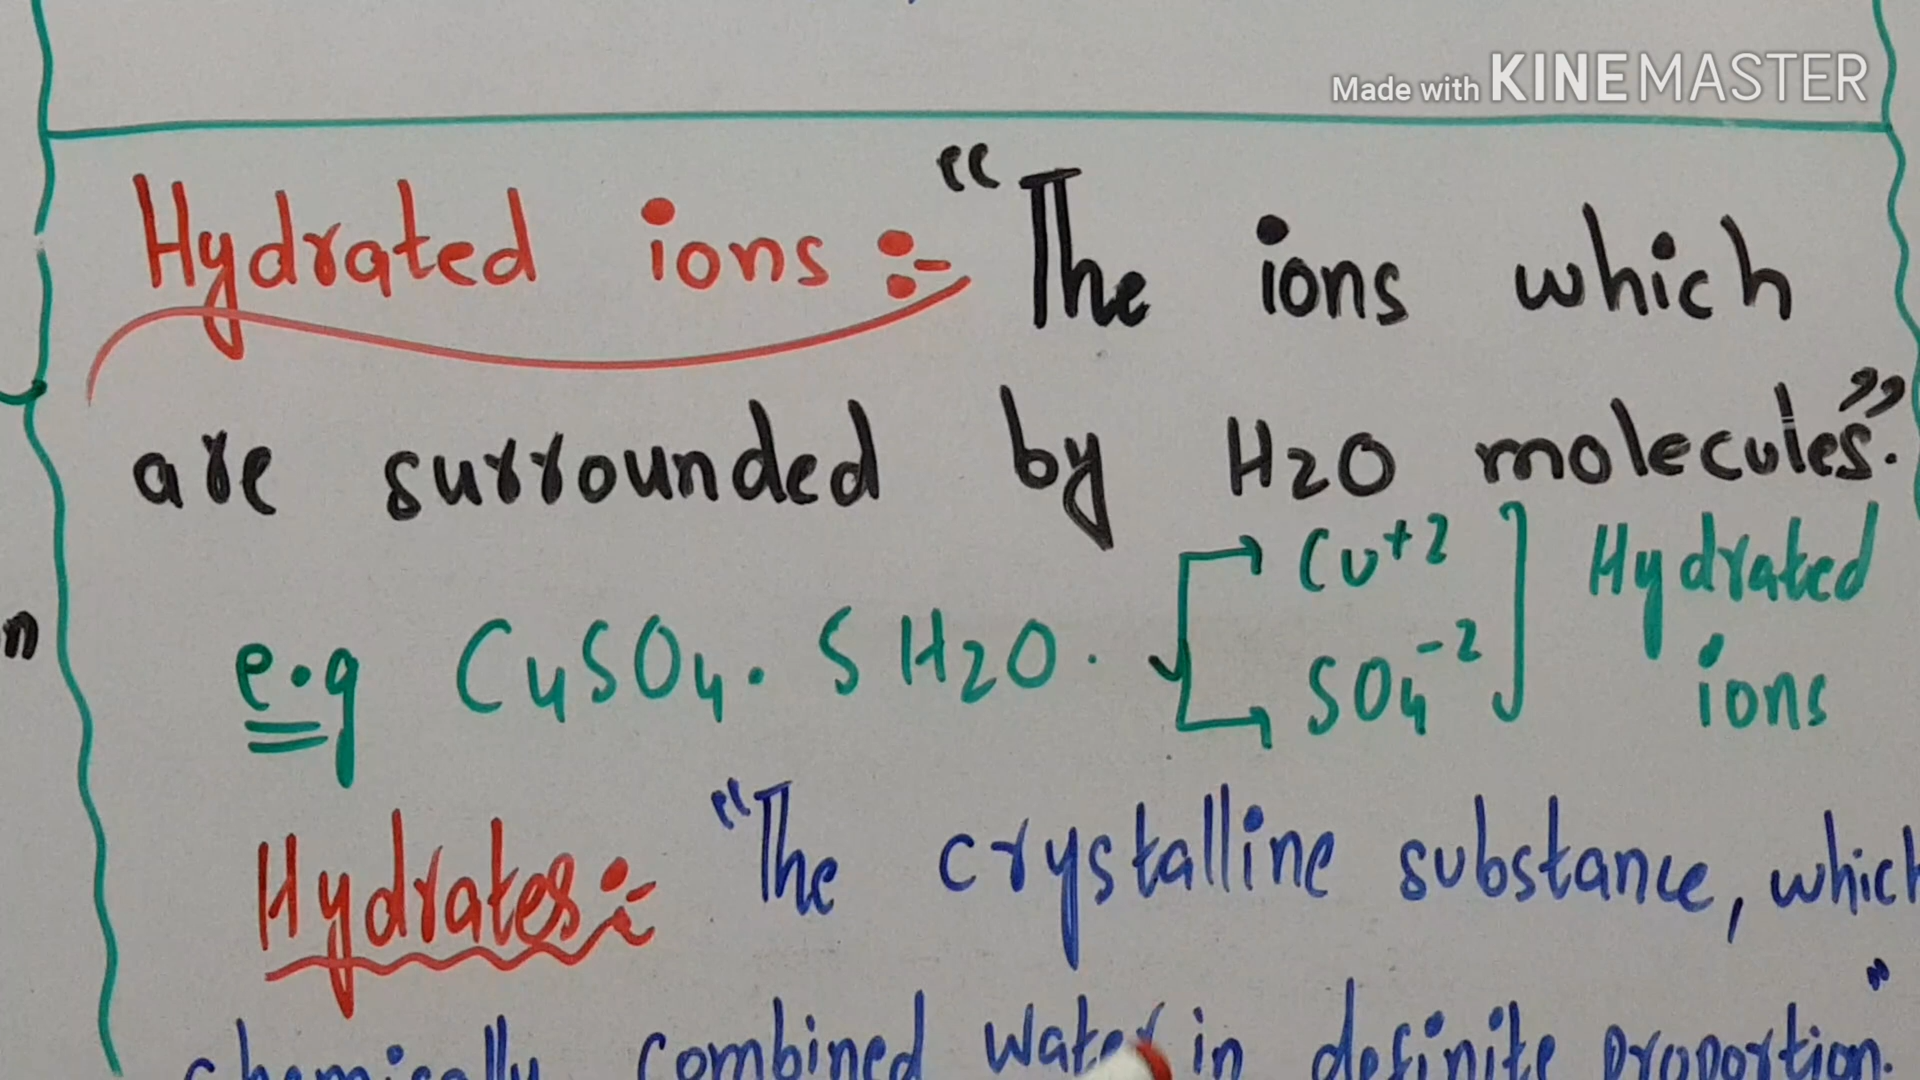 Made with KINEMASTER
Hydrated ions :- "The ions which
are surrounded by H2O molecules".
e.g CuSO4. 5 H2O. Cu+2 SO4-2 Hydrated ions
Hydrates :- "The crystalline substance, which
chemically combined water in definite proportion."
n